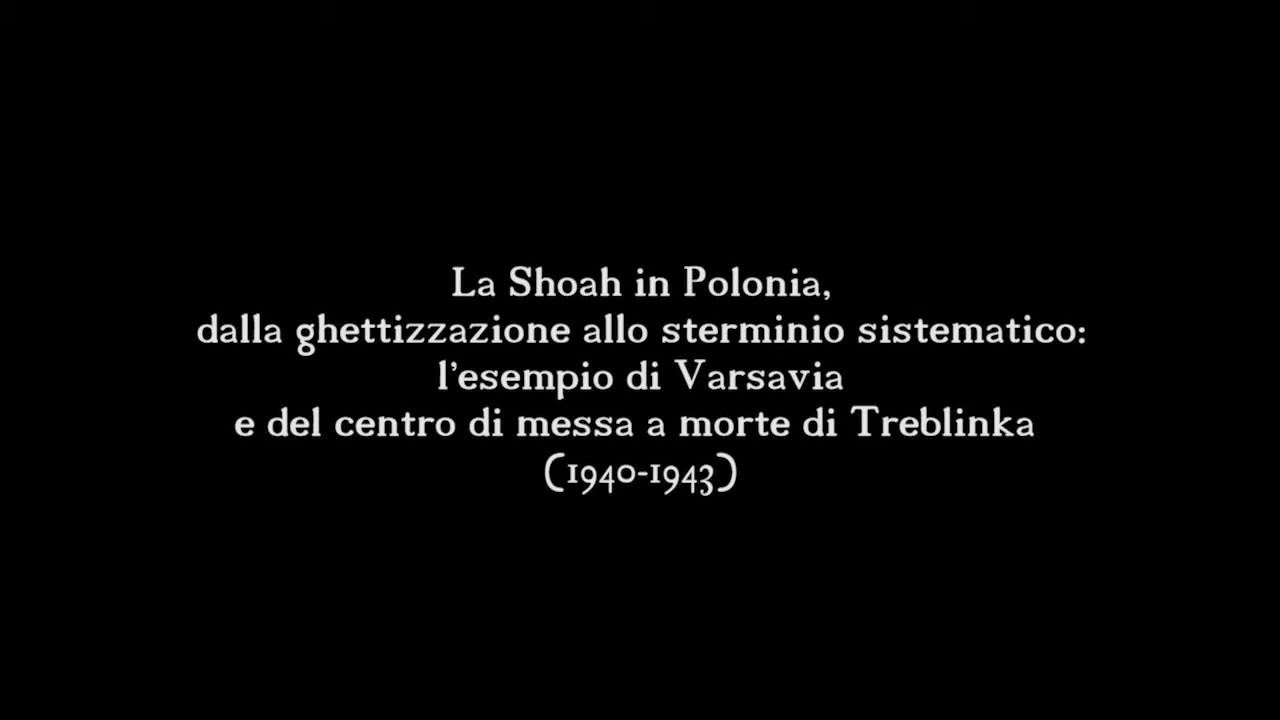 La Shoah in Polonia,
dalla ghettizzazione allo sterminio sistematico:
l'esempio di Varsavia
e del centro di messa a morte di Treblinka
(1940-1943)